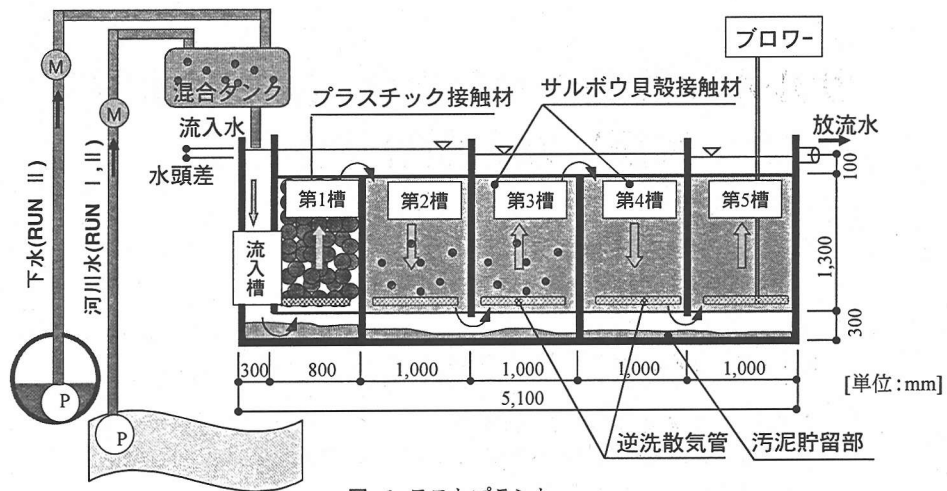 ブロワー
M
混合タンク
プラスチック接触材
サルボウ貝殻接触材
M
流入水
放流水
水頭差
100
下水(RUN II)
河川水(RUN I,II)
第1槽
第2槽
第3槽
第4槽
第5槽
流入槽
1,300
300
300
800
1,000
1,000
1,000
1,000
[単位:mm]
5,100
P
P
逆洗散気管
汚泥貯留部